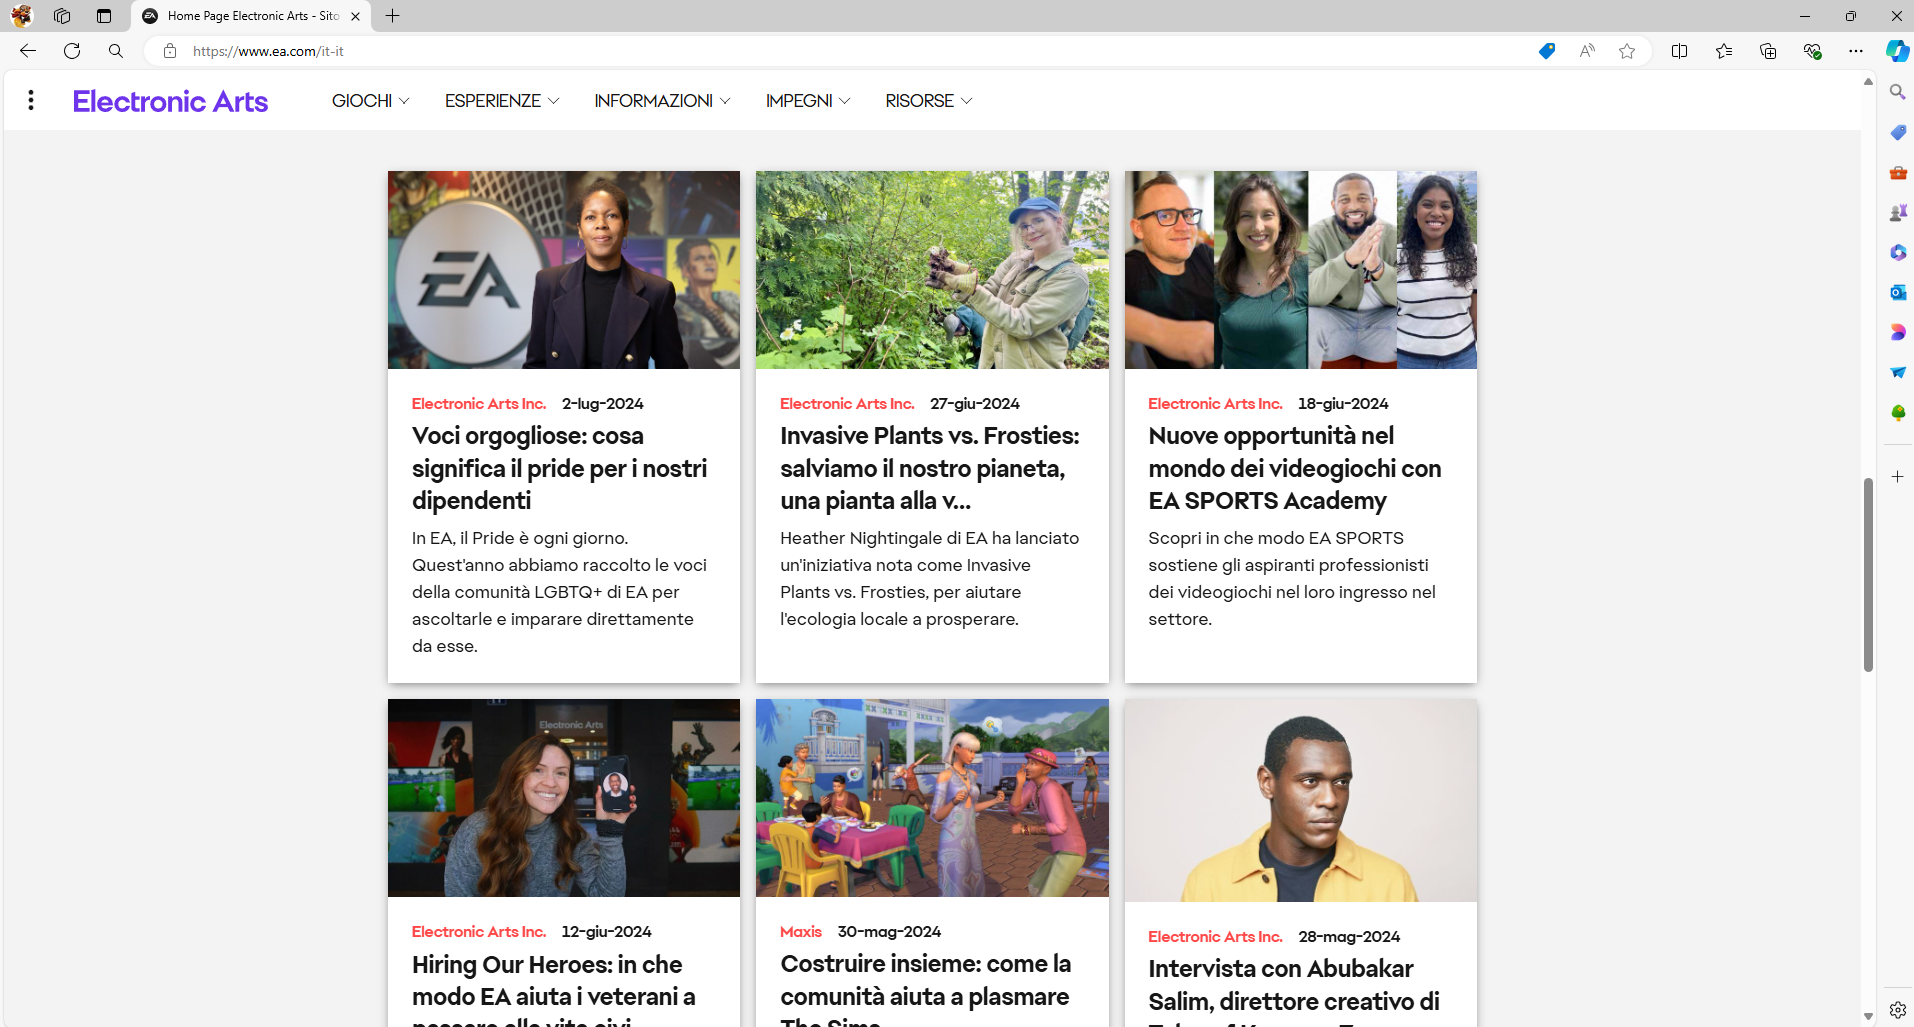 Home Page Electronic Arts - Sito
https://www.ea.com/it-it
Electronic Arts
GIOCHI
ESPERIENZE
INFORMAZIONI
IMPEGNI
RISORSE
EA
Electronic Arts Inc. 2-lug-2024
Voci orgogliose: cosa
significa il pride per i nostri
dipendenti
In EA, il Pride è ogni giorno.
Quest'anno abbiamo raccolto le voci
della comunità LGBTQ+ di EA per
ascoltarle e imparare direttamente
da esse.
Electronic Arts Inc. 27-giu-2024
Invasive Plants vs. Frosties:
salviamo il nostro pianeta,
una pianta alla v...
Heather Nightingale di EA ha lanciato
un'iniziativa nota come Invasive
Plants vs. Frosties, per aiutare
l'ecologia locale a prosperare.
Electronic Arts Inc. 18-giu-2024
Nuove opportunità nel
mondo dei videogiochi con
EA SPORTS Academy
Scopri in che modo EA SPORTS
sostiene gli aspiranti professionisti
dei videogiochi nel loro ingresso nel
settore.
Electronic Arts
Electronic Arts Inc. 12-giu-2024
Hiring Our Heroes: in che
modo EA aiuta i veterani a
Maxis 30-mag-2024
Costruire insieme: come la
comunità aiuta a plasmare
The Sims
Electronic Arts Inc. 28-mag-2024
Intervista con Abubakar
Salim, direttore creativo di